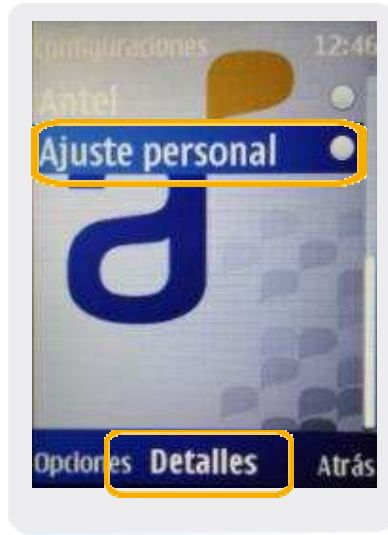 Configuraciones 12:46
Antel
Ajuste personal
Opciones Detalles Atrás